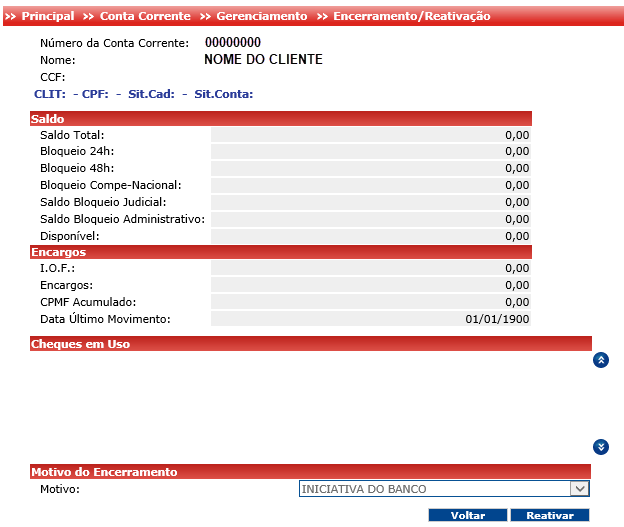 >> Principal >> Conta Corrente >> Gerenciamento >> Encerramento/Reativação
Número da Conta Corrente: 00000000
Nome: NOME DO CLIENTE
CCF:
CLIT: - CPF: - Sit.Cad: - Sit.Conta:
Saldo
Saldo Total: 0,00
Bloqueio 24h: 0,00
Bloqueio 48h: 0,00
Bloqueio Compe-Nacional: 0,00
Saldo Bloqueio Judicial: 0,00
Saldo Bloqueio Administrativo: 0,00
Disponível: 0,00
Encargos
I.O.F.: 0,00
Encargos: 0,00
CPMF Acumulado: 0,00
Data Último Movimento: 01/01/1900
Cheques em Uso
Motivo do Encerramento
Motivo: INICIATIVA DO BANCO
Voltar Reativar